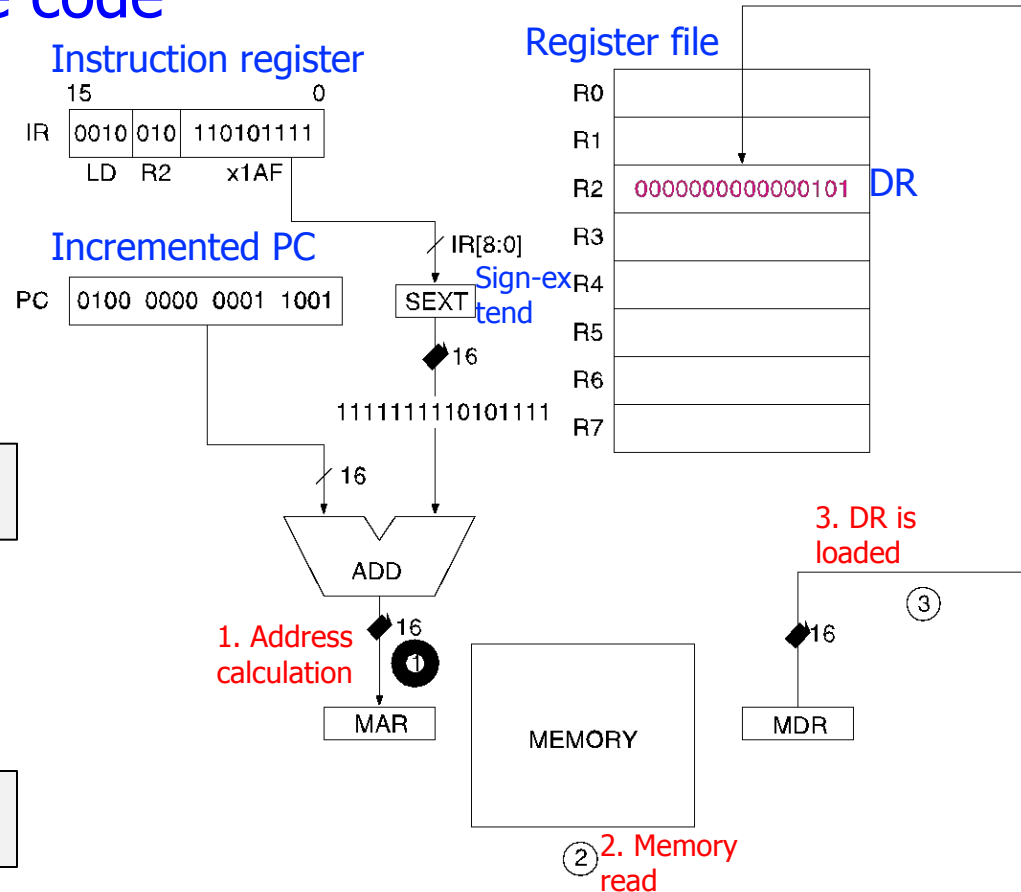 e code
Instruction register
15 0
IR 0010 010 110101111
LD R2 x1AF
Incremented PC
PC 0100 0000 0001 1001
IR[8:0]
SEXT
Sign-ex
tend
16
1111111110101111
16
ADD
16
1. Address
calculation
1
MAR
MEMORY
2
2. Memory
read
Register file
R0
R1
R2 0000000000000101 DR
R3
R4
R5
R6
R7
3. DR is
loaded
3
16
MDR